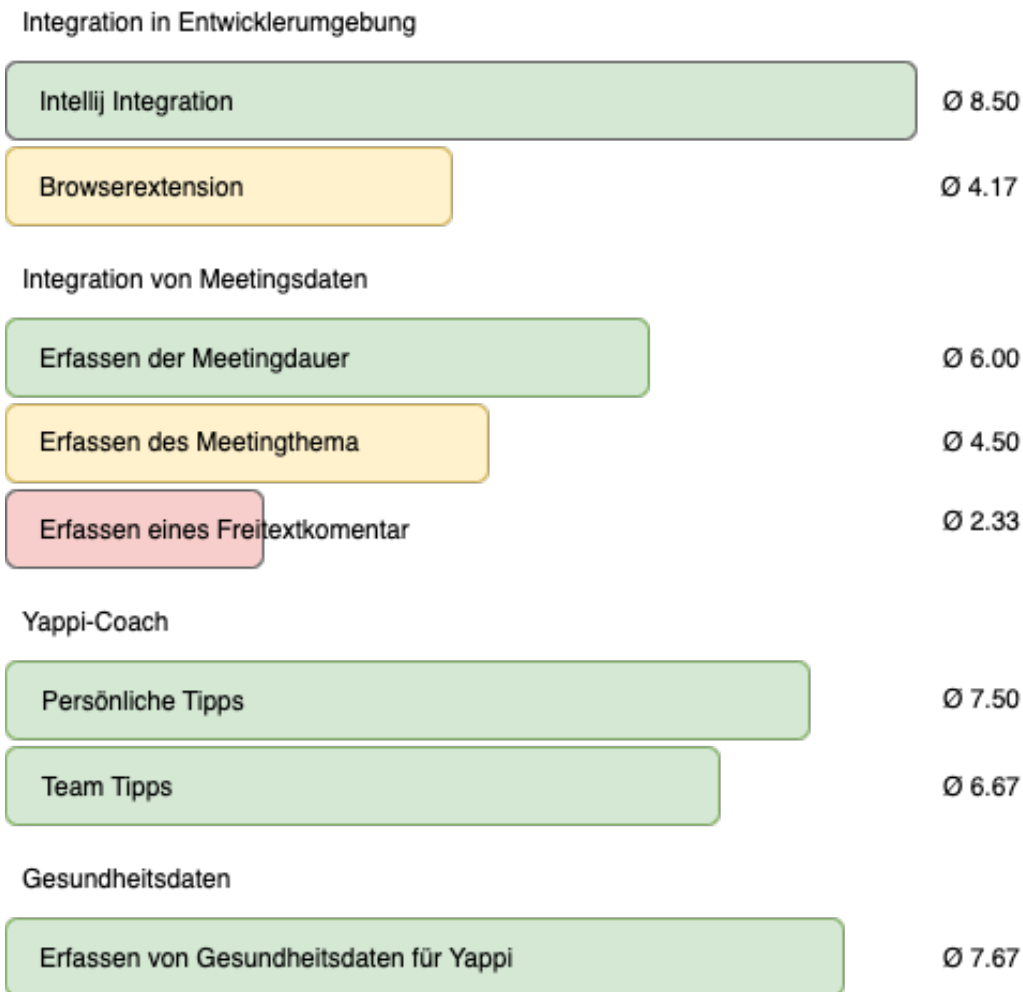 Integration in Entwicklerumgebung
Intellij Integration Ø 8.50
Browserextension Ø 4.17
Integration von Meetingsdaten
Erfassen der Meetingdauer Ø 6.00
Erfassen des Meetingthema Ø 4.50
Erfassen eines Freitextkomentar Ø 2.33
Yappi-Coach
Persönliche Tipps Ø 7.50
Team Tipps Ø 6.67
Gesundheitsdaten
Erfassen von Gesundheitsdaten für Yappi Ø 7.67